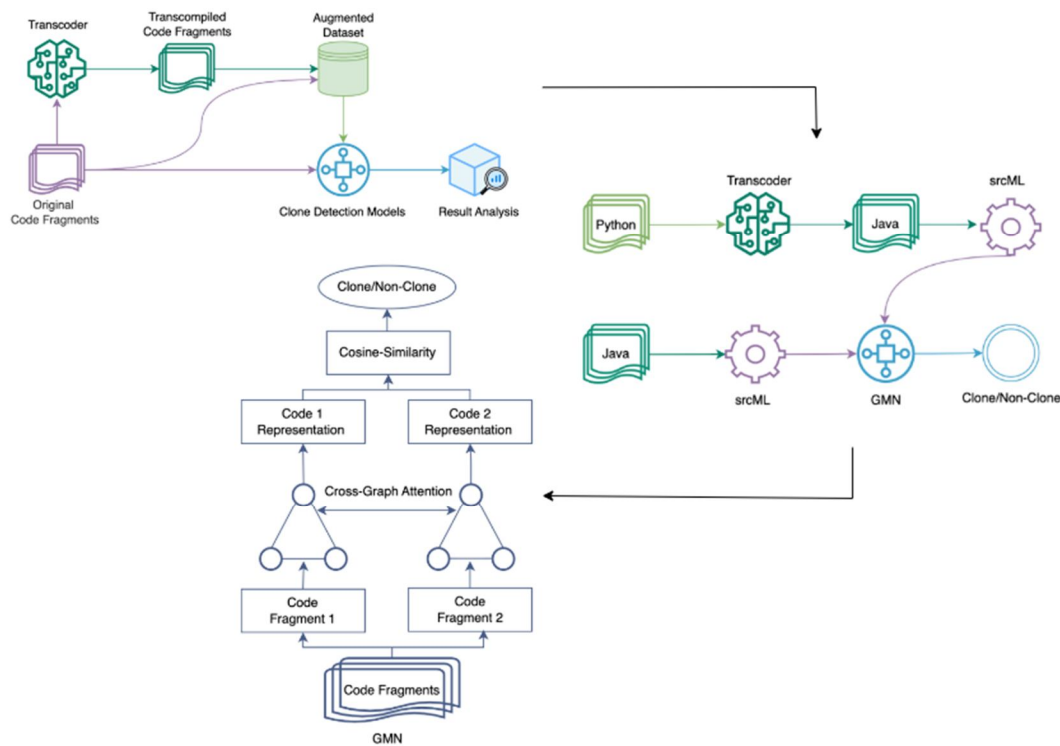 Transcoder
Transcompiled
Code Fragments
Augmented
Dataset
Original
Code Fragments
Clone Detection Models
Result Analysis
Python
Transcoder
Java
srcML
Java
srcML
GMN
Clone/Non-Clone
Clone/Non-Clone
Cosine-Similarity
Code 1
Representation
Code 2
Representation
Cross-Graph Attention
Code
Fragment 1
Code
Fragment 2
Code Fragments
GMN